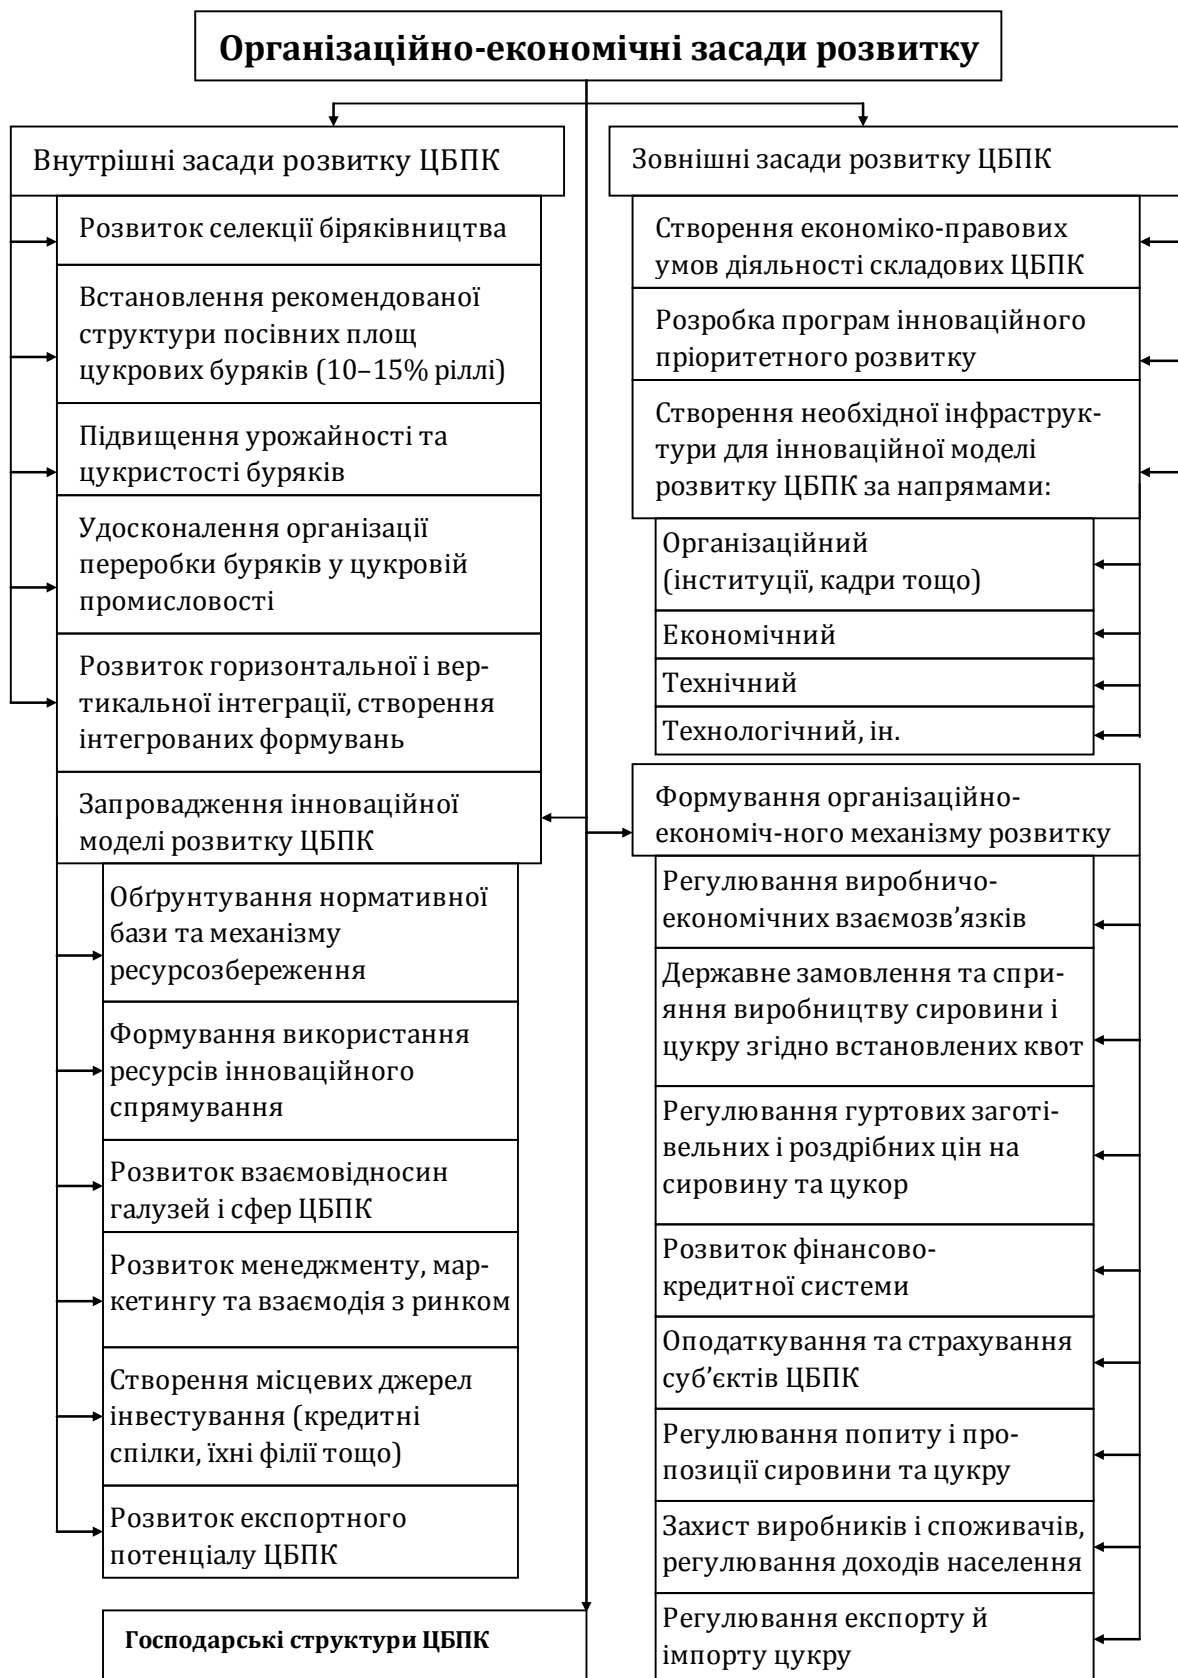 Організаційно-економічні засади розвитку
Внутрішні засади розвитку ЦБПК
Розвиток селекції біряківництва
Встановлення рекомендованої
структури посівних площ
цукрових буряків (10–15% ріллі)
Підвищення урожайності та
цукристості буряків
Удосконалення організації
переробки буряків у цукровій
промисловості
Розвиток горизонтальної і вер-
тикальної інтеграції, створення
інтегрованих формувань
Запровадження інноваційної
моделі розвитку ЦБПК
Обґрунтування нормативної
бази та механізму
ресурсозбереження
Формування використання
ресурсів інноваційного
спрямування
Розвиток взаємовідносин
галузей і сфер ЦБПК
Розвиток менеджменту, мар-
кетингу та взаємодія з ринком
Створення місцевих джерел
інвестування (кредитні
спілки, їхні філії тощо)
Розвиток експортного
потенціалу ЦБПК
Господарські структури ЦБПК
Зовнішні засади розвитку ЦБПК
Створення економіко-правових
умов діяльності складових ЦБПК
Розробка програм інноваційного
пріоритетного розвитку
Створення необхідної інфраструк-
тури для інноваційної моделі
розвитку ЦБПК за напрямами:
Організаційний
(інституції, кадри тощо)
Економічний
Технічний
Технологічний, ін.
Формування організаційно-
економіч-ного механізму розвитку
Регулювання виробничо-
економічних взаємозв’язків
Державне замовлення та спри-
яння виробництву сировини і
цукру згідно встановлених квот
Регулювання гуртових заготі-
вельних і роздрібних цін на
сировину та цукор
Розвиток фінансово-
кредитної системи
Оподаткування та страхування
суб’єктів ЦБПК
Регулювання попиту і про-
позиції сировини та цукру
Захист виробників і споживачів,
регулювання доходів населення
Регулювання експорту й
імпорту цукру